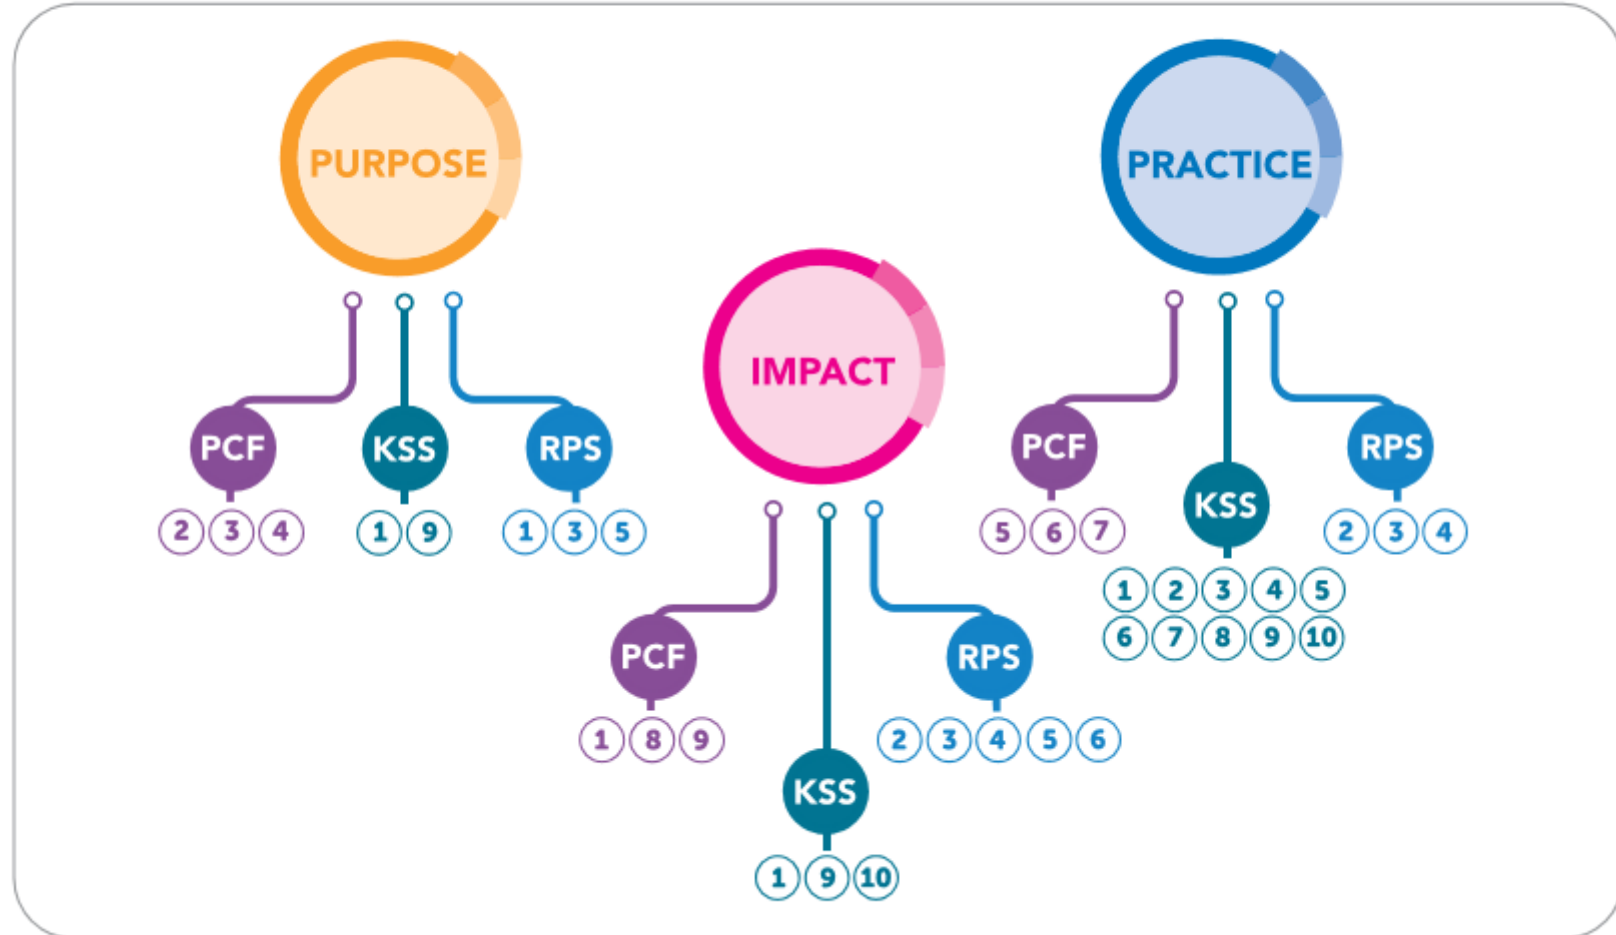 PURPOSE
PCF
2 3 4
KSS
1 9
RPS
1 3 5
IMPACT
PCF
1 8 9
KSS
1 9 10
RPS
2 3 4 5 6
PRACTICE
PCF
5 6 7
KSS
1 2 3 4 5
6 7 8 9 10
RPS
2 3 4